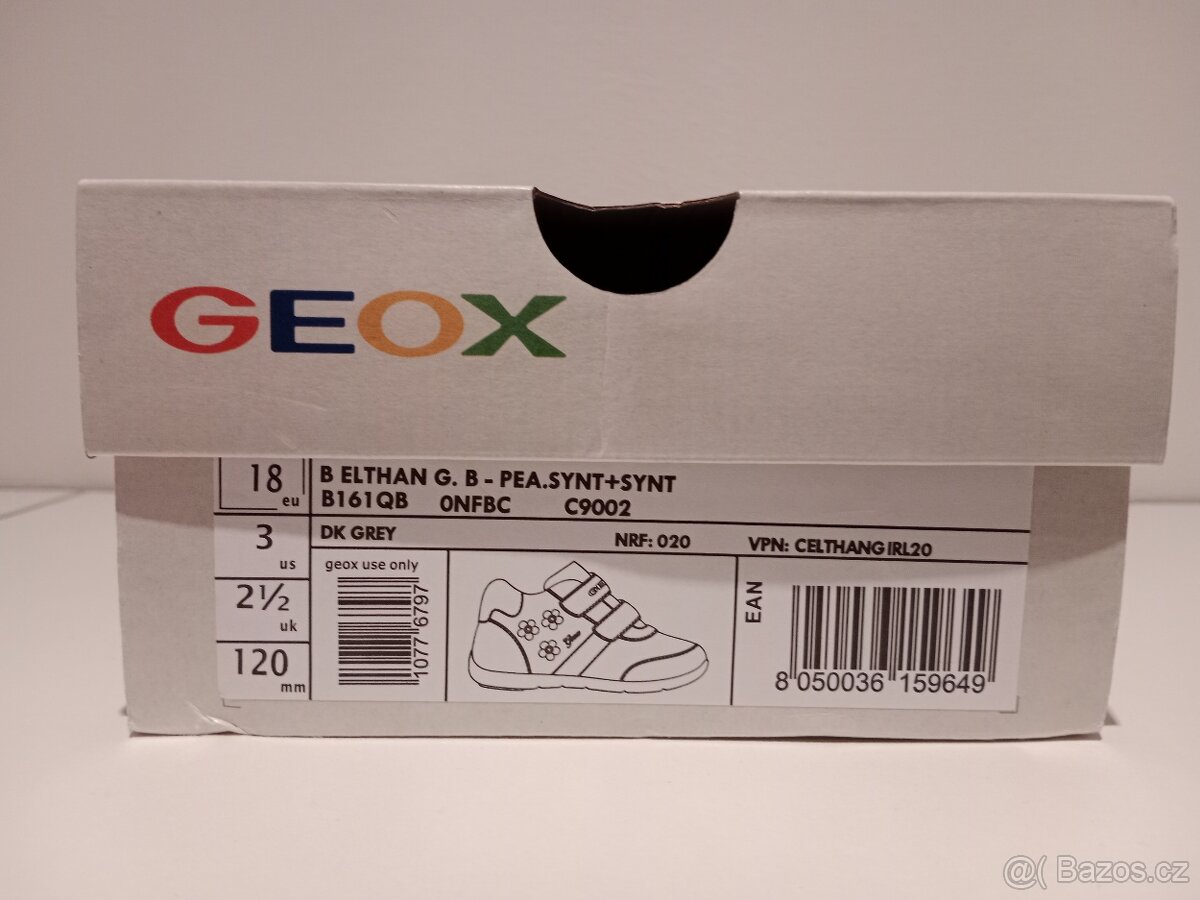 GEOX
18 eu
B ELTHAN G. B - PEA.SYNT+SYNT
B161QB 0NFBC C9002
3 us
DK GREY NRF: 020 VPN: CELTHANGIRL20
2½ uk
120 mm
geox use only
1077 6797
EAN
8 050036 159649
@( Bazos.cz